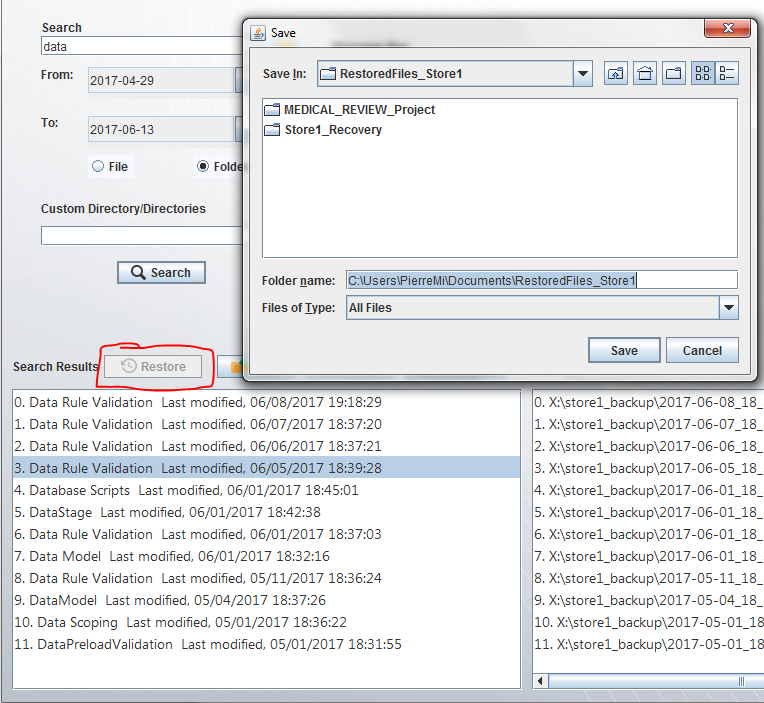 Search
data
From:
2017-04-29
To:
2017-06-13
File
Folde
Custom Directory/Directories
Search
Save
Save In:
RestoredFiles_Store1
MEDICAL_REVIEW_Project
Store1_Recovery
Folder name:
C:\Users\PierreMi\Documents\RestoredFiles_Store1
Files of Type:
All Files
Save
Cancel
Search Results
Restore
0. Data Rule Validation Last modified, 06/08/2017 19:18:29
1. Data Rule Validation Last modified, 06/07/2017 18:37:20
2. Data Rule Validation Last modified, 06/06/2017 18:37:21
3. Data Rule Validation Last modified, 06/05/2017 18:39:28
4. Database Scripts Last modified, 06/01/2017 18:45:01
5. DataStage Last modified, 06/01/2017 18:42:38
6. Data Rule Validation Last modified, 06/01/2017 18:37:03
7. Data Model Last modified, 06/01/2017 18:32:16
8. Data Rule Validation Last modified, 05/11/2017 18:36:24
9. DataModel Last modified, 05/04/2017 18:37:26
10. Data Scoping Last modified, 05/01/2017 18:36:22
11. DataPreloadValidation Last modified, 05/01/2017 18:31:55
0. X:\store1_backup\2017-06-08_18_
1. X:\store1_backup\2017-06-07_18_
2. X:\store1_backup\2017-06-06_18_
3. X:\store1_backup\2017-06-05_18_
4. X:\store1_backup\2017-06-01_18_
5. X:\store1_backup\2017-06-01_18_
6. X:\store1_backup\2017-06-01_18_
7. X:\store1_backup\2017-06-01_18_
8. X:\store1_backup\2017-05-11_18_
9. X:\store1_backup\2017-05-04_18_
10. X:\store1_backup\2017-05-01_18
11. X:\store1_backup\2017-05-01_18